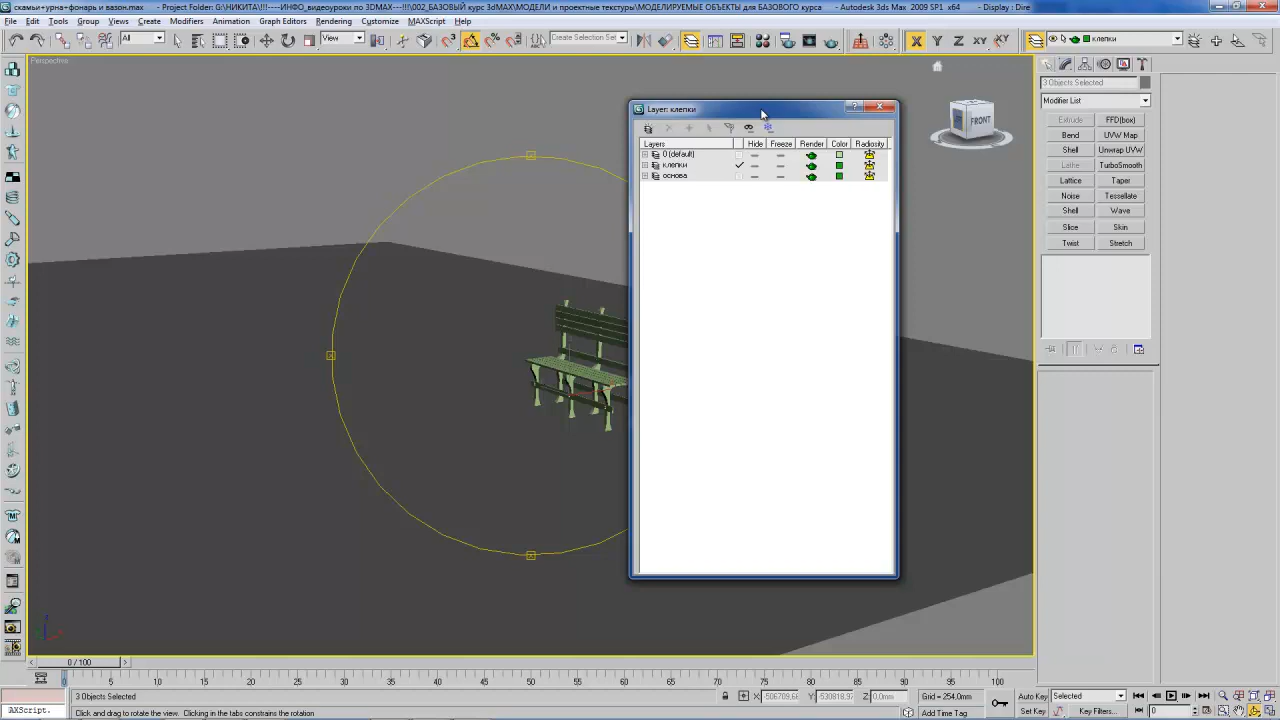 скамьи+урна+фонарь и вазон.max - Project Folder: G:\НИКИТА\!!!----ИНФО_видеоуроки по 3DMAX---!!!\002_БАЗОВЫЙ курс 3dMAX\МОДЕЛИ и проектные текстуры\МОДЕЛИРУЕМЫЕ ОБЪЕКТЫ для БАЗОВОГО курса - Autodesk 3ds Max 2009 SP1 x64 - Display : Dire
File Edit Tools Group Views Create Modifiers Animation Graph Editors Rendering Customize MAXScript Help
All View Create Selection Set X Y Z XY XY клепки
Perspective
FRONT
Layer: клепки
Layers Hide Freeze Render Color Radiosity
0 (default)
клепки
основа
3 Objects Selected
Modifier List
Extrude FFD(box)
Bend UVW Map
Shell Unwrap UVW
Lathe TurboSmooth
Lattice Taper
Noise Tessellate
Shell Wave
Slice Skin
Twist Stretch
0 / 100
0 5 10 15 20 25 30 35 40 45 50 55 60 65 70 75 80 85 90 95 100
3 Objects Selected X: Y: Z: 0.0mm Grid = 254.0mm Auto Key Selected
AXScript. Click and drag to rotate the view. Clicking in the tabs constrains the rotation Add Time Tag Set Key Key Filters... 0